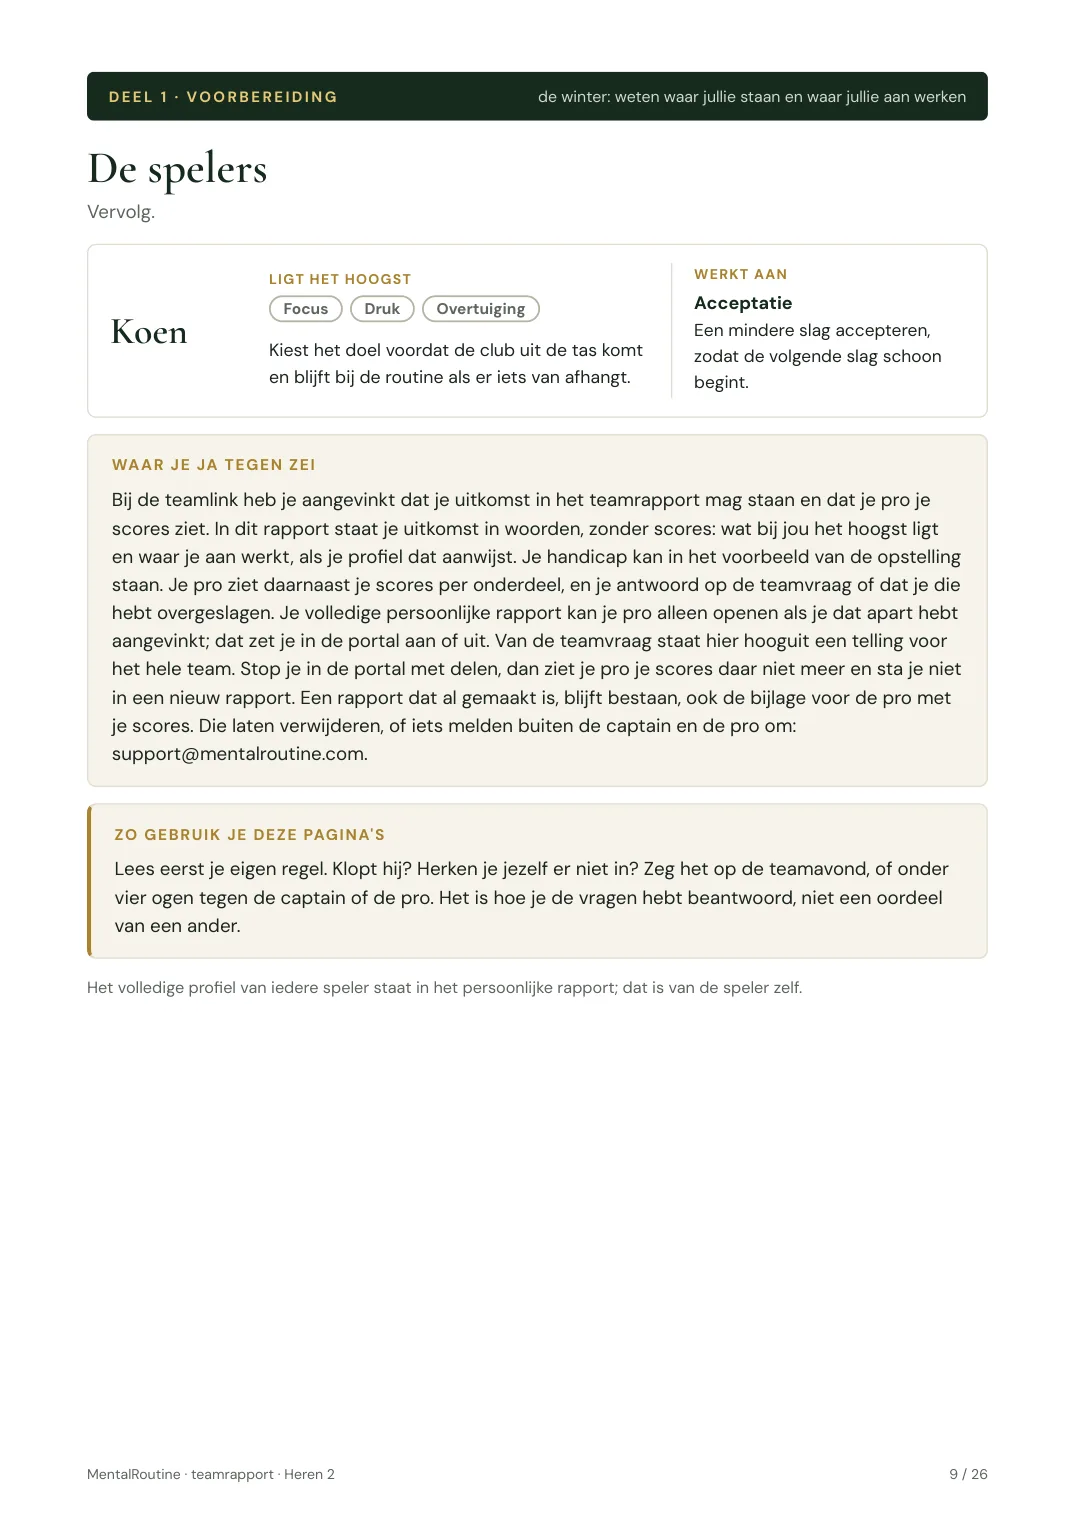 DEEL 1 · VOORBEREIDING
de winter: weten waar jullie staan en waar jullie aan werken
De spelers
Vervolg.
Koen
LIGT HET HOOGST
Focus Druk Overtuiging
Kiest het doel voordat de club uit de tas komt
en blijft bij de routine als er iets van afhangt.
WERKT AAN
Acceptatie
Een mindere slag accepteren,
zodat de volgende slag schoon
begint.
WAAR JE JA TEGEN ZEI
Bij de teamlink heb je aangevinkt dat je uitkomst in het teamrapport mag staan en dat je pro je
scores ziet. In dit rapport staat je uitkomst in woorden, zonder scores: wat bij jou het hoogst ligt
en waar je aan werkt, als je profiel dat aanwijst. Je handicap kan in het voorbeeld van de opstelling
staan. Je pro ziet daarnaast je scores per onderdeel, en je antwoord op de teamvraag of dat je die
hebt overgeslagen. Je volledige persoonlijke rapport kan je pro alleen openen als je dat apart hebt
aangevinkt; dat zet je in de portal aan of uit. Van de teamvraag staat hier hooguit een telling voor
het hele team. Stop je in de portal met delen, dan ziet je pro je scores daar niet meer en sta je niet
in een nieuw rapport. Een rapport dat al gemaakt is, blijft bestaan, ook de bijlage voor de pro met
je scores. Die laten verwijderen, of iets melden buiten de captain en de pro om:
support@mentalroutine.com.
ZO GEBRUIK JE DEZE PAGINA'S
Lees eerst je eigen regel. Klopt hij? Herken je jezelf er niet in? Zeg het op de teamavond, of onder
vier ogen tegen de captain of de pro. Het is hoe je de vragen hebt beantwoord, niet een oordeel
van een ander.
Het volledige profiel van iedere speler staat in het persoonlijke rapport; dat is van de speler zelf.
MentalRoutine · teamrapport · Heren 2
9 / 26